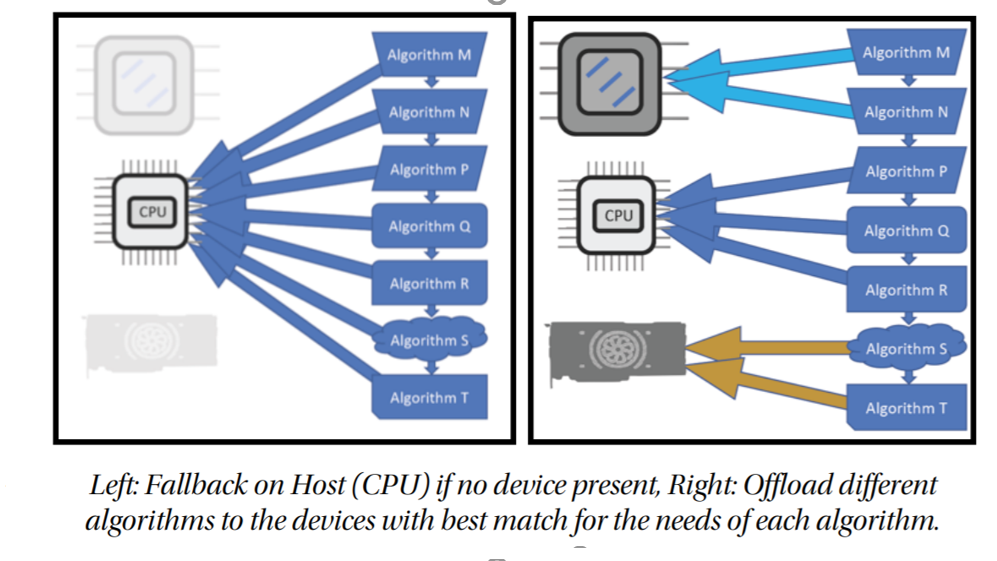 Algorithm M
Algorithm N
Algorithm P
CPU
Algorithm Q
Algorithm R
Algorithm S
Algorithm T
Algorithm M
Algorithm N
Algorithm P
CPU
Algorithm Q
Algorithm R
Algorithm S
Algorithm T
Left: Fallback on Host (CPU) if no device present, Right: Offload different
algorithms to the devices with best match for the needs of each algorithm.